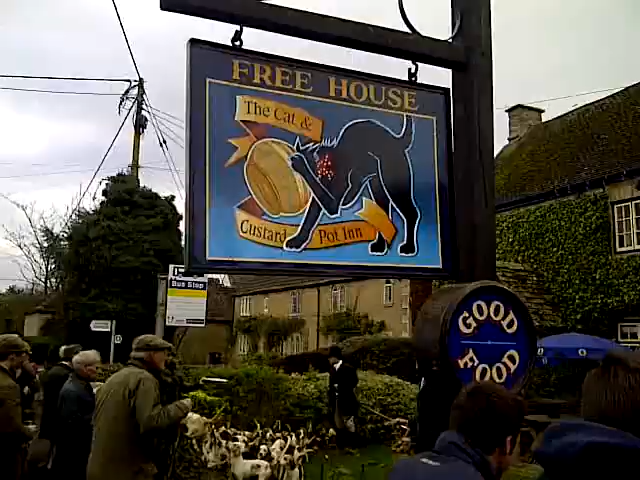 FREE HOUSE
The Cat &
Custard Pot Inn
Bus Stop
GOOD
FOOD